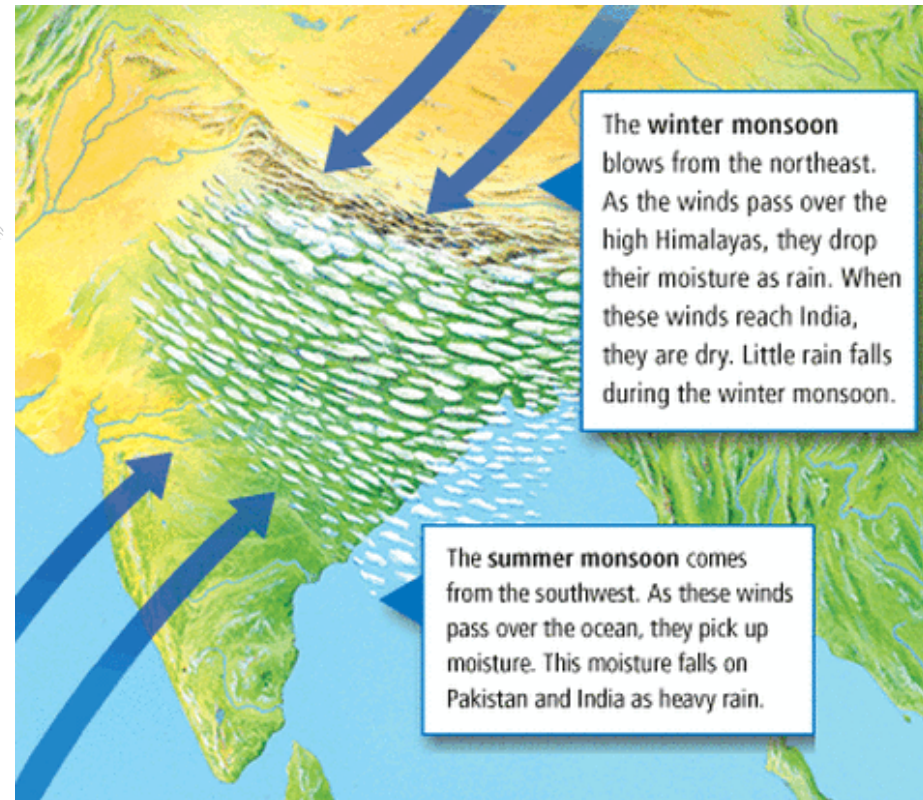 The winter monsoon
blows from the northeast.
As the winds pass over the
high Himalayas, they drop
their moisture as rain. When
these winds reach India,
they are dry. Little rain falls
during the winter monsoon.
The summer monsoon comes
from the southwest. As these winds
pass over the ocean, they pick up
moisture. This moisture falls on
Pakistan and India as heavy rain.